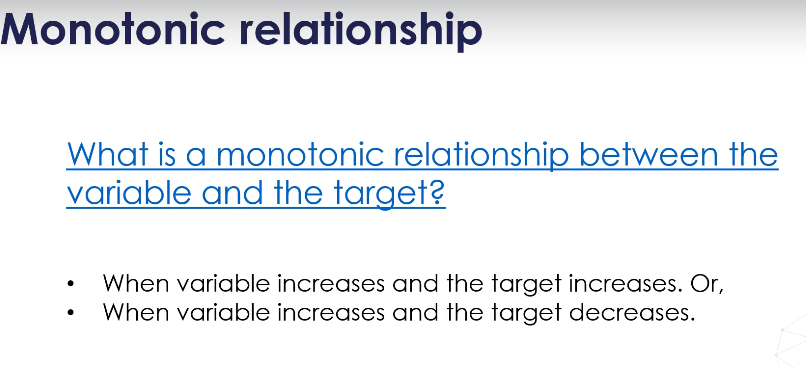 Monotonic relationship
What is a monotonic relationship between the
variable and the target?
• When variable increases and the target increases. Or,
• When variable increases and the target decreases.